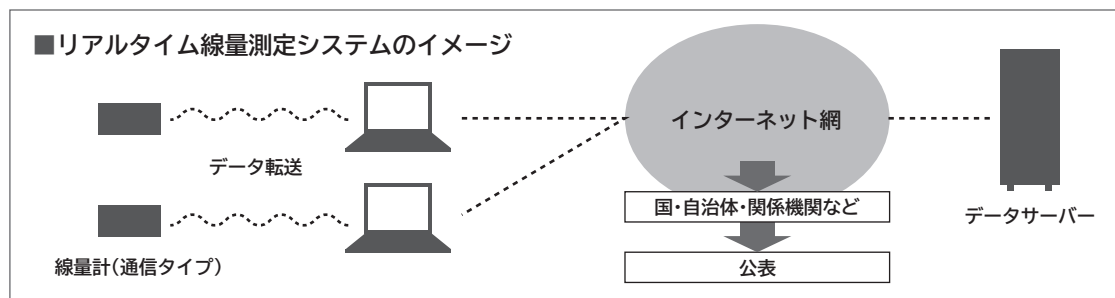 ■リアルタイム線量測定システムのイメージ
インターネット網
データ転送
国・自治体・関係機関など
データサーバー
線量計(通信タイプ)
公表